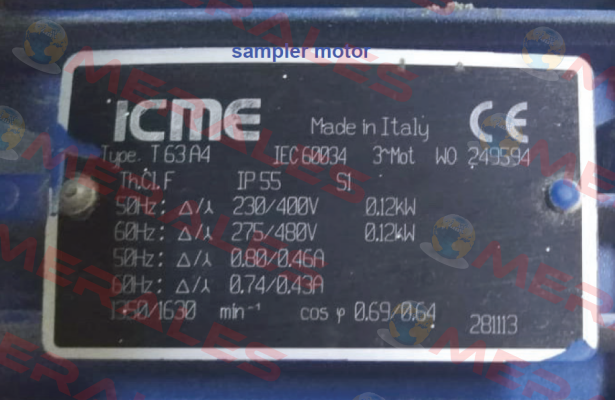 sampler motor
ICME
Made in Italy CE
Type. T 63 A4 IEC 60034 3~Mot WO 249594
Th.Cl. F IP 55 S1
50Hz: △/⅄ 230/400V 0.12kW
60Hz: △/⅄ 275/480V 0.12kW
50Hz: △/⅄ 0.80/0.46A
60Hz: △/⅄ 0.74/0.43A
1350/1630 min⁻¹ cos φ 0.69/0.64
281113
MERALES